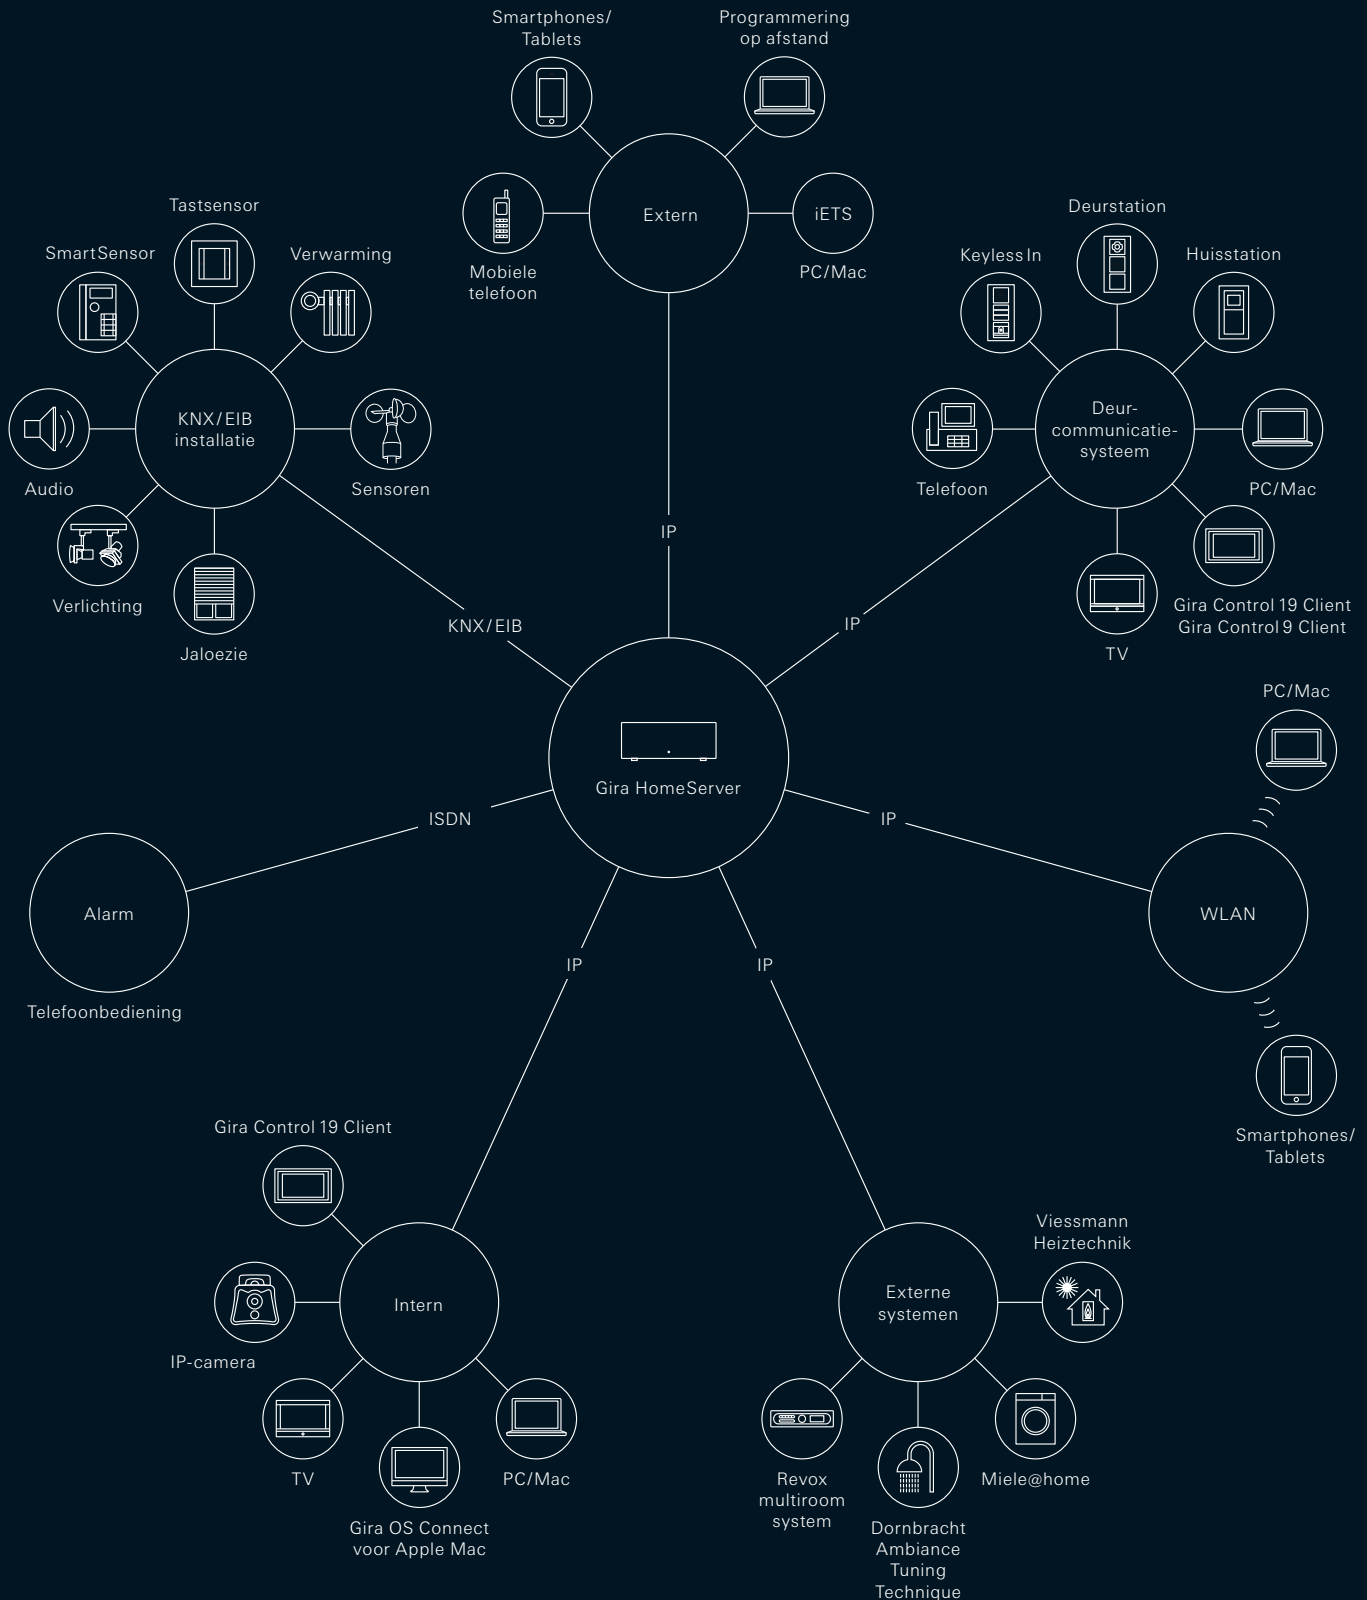 Smartphones/
Tablets
Programmering
op afstand
Extern
iETS
Mobiele
telefoon
PC/Mac
Tastsensor
SmartSensor
Verwarming
KNX/EIB
installatie
Audio
Sensoren
Verlichting
Jaloezie
Deurstation
Keyless In
Huisstation
Deur-
communicatie-
systeem
Telefoon
PC/Mac
Gira Control 19 Client
Gira Control 9 Client
TV
IP
KNX/EIB
IP
Gira HomeServer
ISDN
IP
PC/Mac
Alarm
Telefoonbediening
WLAN
Smartphones/
Tablets
IP
IP
Gira Control 19 Client
Intern
IP-camera
TV
Gira OS Connect
voor Apple Mac
PC/Mac
Viessmann
Heiztechnik
Externe
systemen
Revox
multiroom
system
Dornbracht
Ambiance
Tuning
Technique
Miele@home